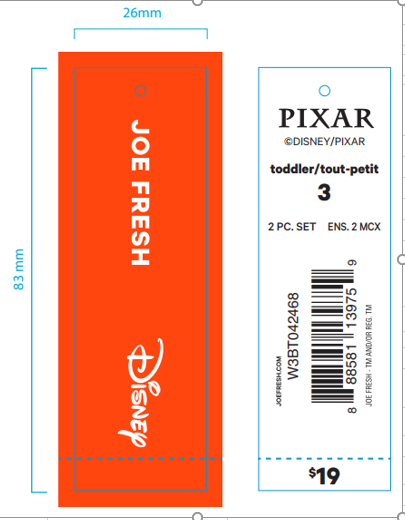 26mm
83 mm
JOE FRESH
Disney
PIXAR
©DISNEY/PIXAR
toddler/tout-petit
3
2 PC. SET ENS. 2 MCX
JOEFRESH.COM
W3BT042468
8 88581 13975 9
JOE FRESH - TM AND/OR REG. TM
$19